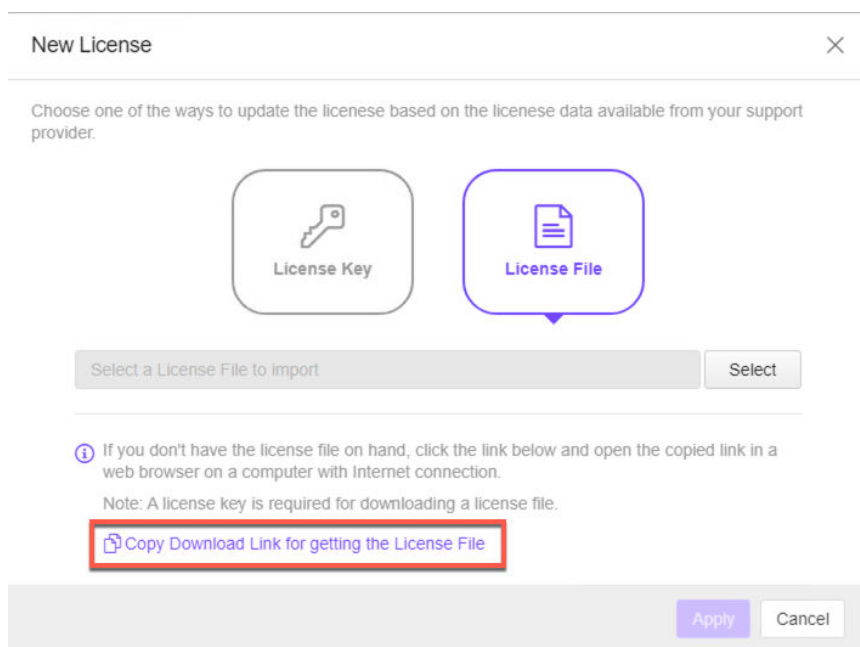 New License
Choose one of the ways to update the licenese based on the licenese data available from your support
provider.
License Key
License File
Select a License File to import
Select
If you don't have the license file on hand, click the link below and open the copied link in a
web browser on a computer with Internet connection.
Note: A license key is required for downloading a license file.
Copy Download Link for getting the License File
Apply
Cancel